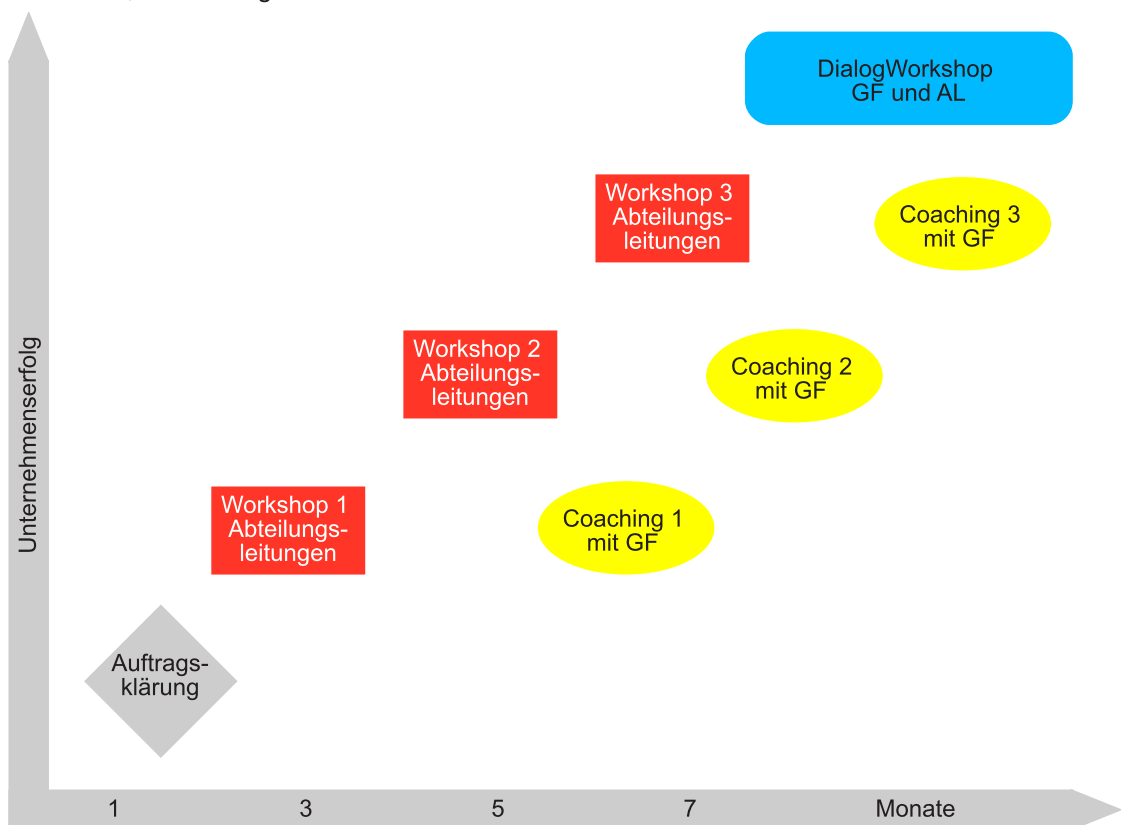 DialogWorkshop
GF und AL
Workshop 3
Abteilungs-
leitungen
Coaching 3
mit GF
Workshop 2
Abteilungs-
leitungen
Coaching 2
mit GF
Unternehmenserfolg
Workshop 1
Abteilungs-
leitungen
Coaching 1
mit GF
Auftrags-
klärung
1 3 5 7 Monate